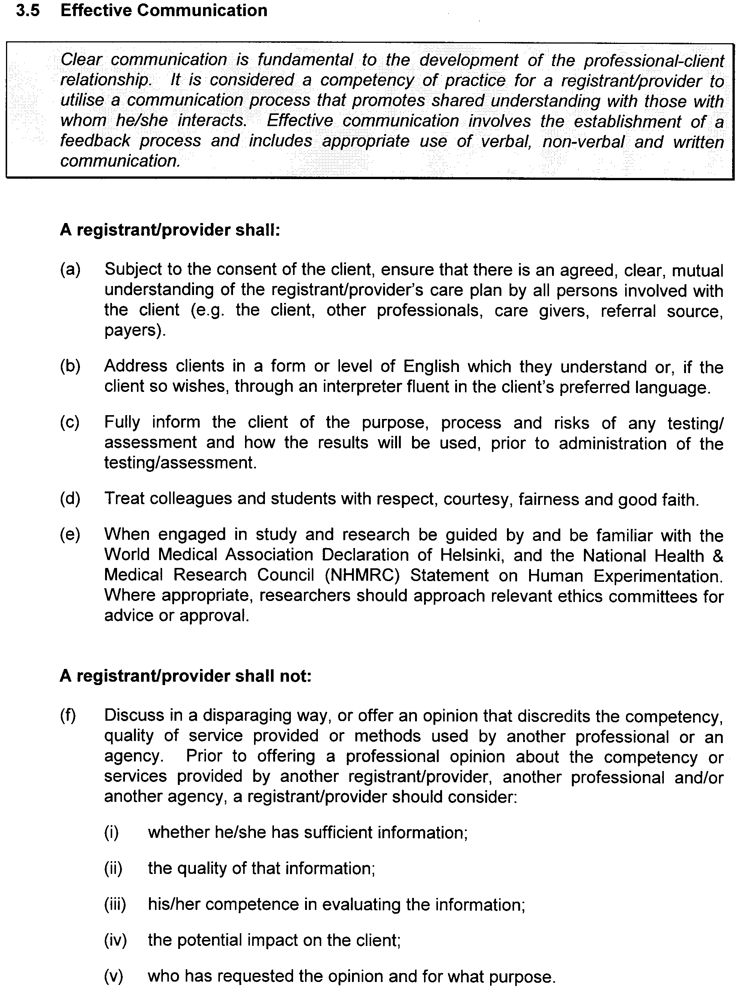 3.5 Effective Communication
Clear communication is fundamental to the development of the professional-client
relationship. It is considered a competency of practice for a registrant/provider to
utilise a communication process that promotes shared understanding with those with
whom he/she interacts. Effective communication involves the establishment of a
feedback process and includes appropriate use of verbal, non-verbal and written
communication.
A registrant/provider shall:
(a) Subject to the consent of the client, ensure that there is an agreed, clear, mutual
understanding of the registrant/provider's care plan by all persons involved with
the client (e.g. the client, other professionals, care givers, referral source,
payers).
(b) Address clients in a form or level of English which they understand or, if the
client so wishes, through an interpreter fluent in the client's preferred language.
(c) Fully inform the client of the purpose, process and risks of any testing/
assessment and how the results will be used, prior to administration of the
testing/assessment.
(d) Treat colleagues and students with respect, courtesy, fairness and good faith.
(e) When engaged in study and research be guided by and be familiar with the
World Medical Association Declaration of Helsinki, and the National Health &
Medical Research Council (NHMRC) Statement on Human Experimentation.
Where appropriate, researchers should approach relevant ethics committees for
advice or approval.
A registrant/provider shall not:
(f) Discuss in a disparaging way, or offer an opinion that discredits the competency,
quality of service provided or methods used by another professional or an
agency. Prior to offering a professional opinion about the competency or
services provided by another registrant/provider, another professional and/or
another agency, a registrant/provider should consider:
(i) whether he/she has sufficient information;
(ii) the quality of that information;
(iii) his/her competence in evaluating the information;
(iv) the potential impact on the client;
(v) who has requested the opinion and for what purpose.